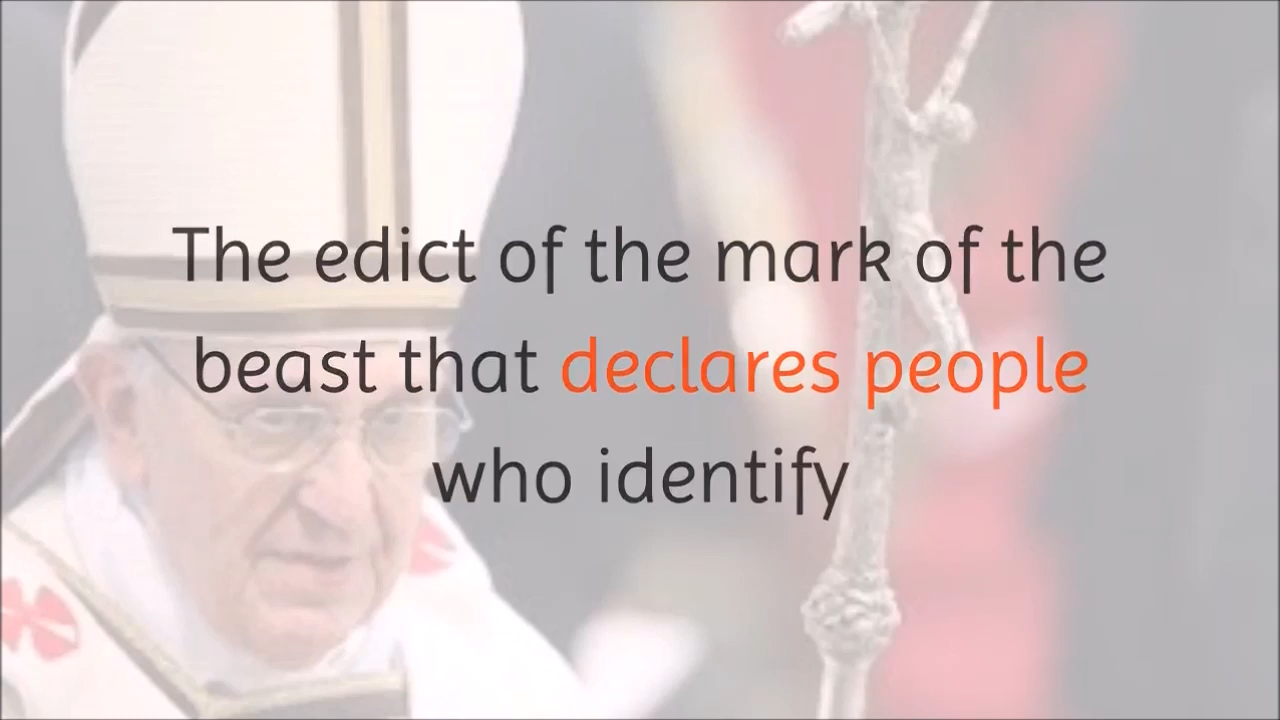 The edict of the mark of the
beast that declares people
who identify